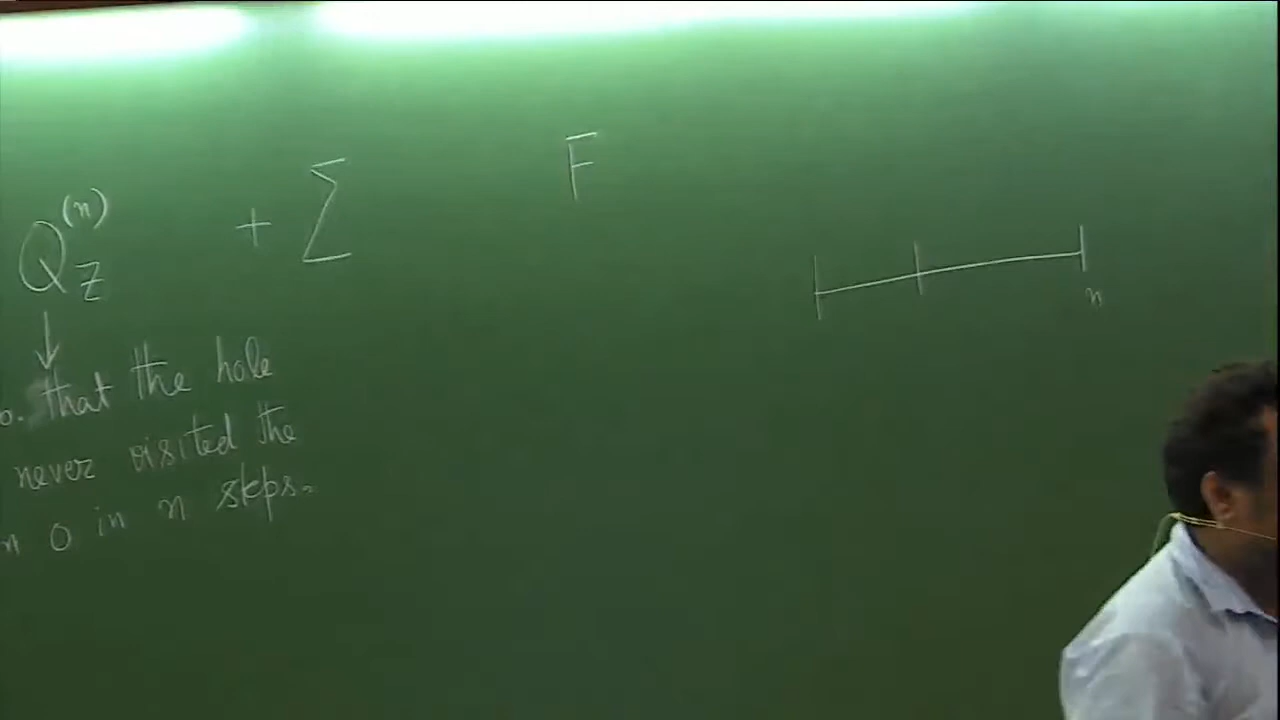 Q_Z^{(n)} + Σ F
n
that the hole
never visited the
0 in n steps.